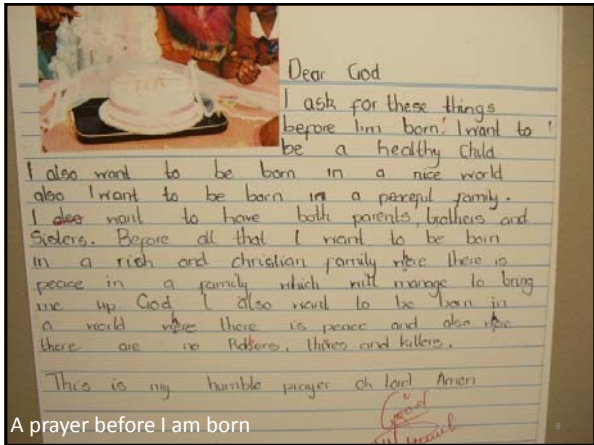 Dear God
I ask for these things
before I'm born! I want to
be a healthy Child
I also want to be born in a nice world
also I want to be born in a peaceful family.
I also want to have both parents, brothers and
Sisters. Before all that I want to be born
in a rich and christian family where there is
peace in a family which will manage to bring
me up God I also want to be born in
a world where there is peace and also where
there are no Robbers, thives and killers.
This is my humble prayer oh lord Amen
Good
A prayer before I am born
8